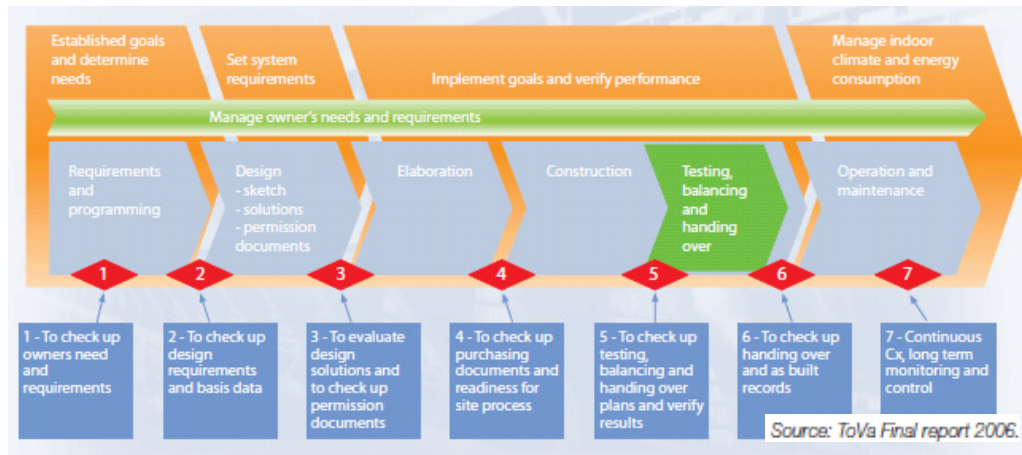 Established goals
and determine
needs
Set system
requirements
Implement goals and verify performance
Manage indoor
climate and energy
consumption
Manage owner's needs and requirements
Requirements
and
programming
Design
- sketch
- solutions
- permission
documents
Elaboration
Construction
Testing,
balancing
and
handing
over
Operation and
maintenance
1
2
3
4
5
6
7
1 - To check up
owners need
and
requirements
2 - To check up
design
requirements
and basis data
3 - To evaluate
design
solutions and
to check up
permission
documents
4 - To check up
purchasing
documents and
readiness for
site process
5 - To check up
testing,
balancing and
handing over
plans and verify
results
6 - To check up
handing over
and as built
records
7 - Continuous
Cx, long term
monitoring and
control
Source: ToVa Final report 2006.